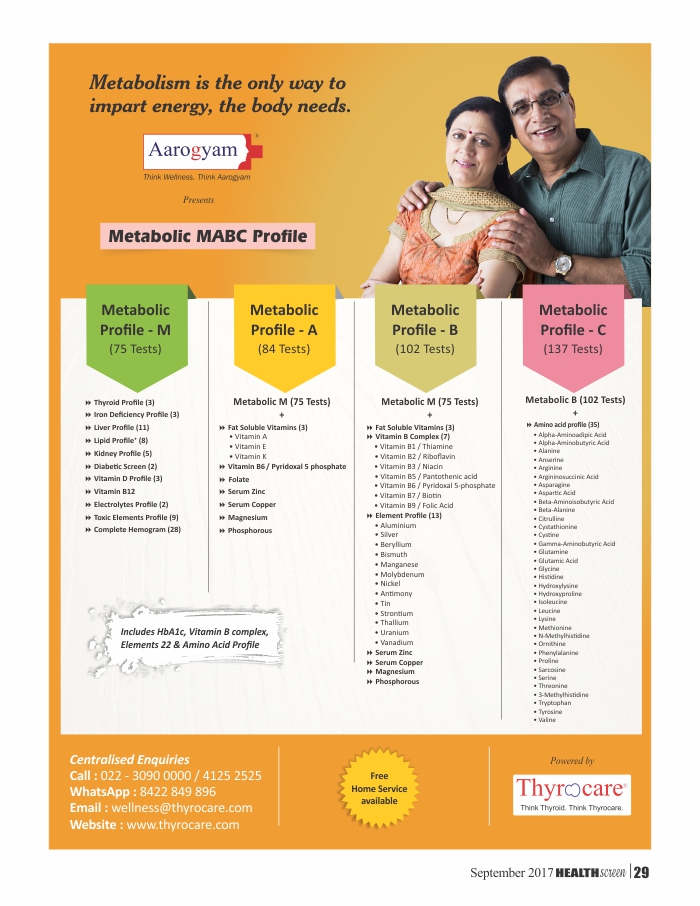 Metabolism is the only way to
impart energy, the body needs.
Aarogyam®
Think Wellness. Think Aarogyam
Presents
Metabolic MABC Profile
Metabolic
Profile - M
(75 Tests)
Thyroid Profile (3)
Iron Deficiency Profile (3)
Liver Profile (11)
Lipid Profile* (8)
Kidney Profile (5)
Diabetic Screen (2)
Vitamin D Profile (3)
Vitamin B12
Electrolytes Profile (2)
Toxic Elements Profile (9)
Complete Hemogram (28)
Includes HbA1c, Vitamin B complex,
Elements 22 & Amino Acid Profile
Metabolic
Profile - A
(84 Tests)
Metabolic M (75 Tests)
+
Fat Soluble Vitamins (3)
• Vitamin A
• Vitamin E
• Vitamin K
Vitamin B6 / Pyridoxal 5 phosphate
Folate
Serum Zinc
Serum Copper
Magnesium
Phosphorous
Metabolic
Profile - B
(102 Tests)
Metabolic M (75 Tests)
+
Fat Soluble Vitamins (3)
Vitamin B Complex (7)
• Vitamin B1 / Thiamine
• Vitamin B2 / Riboflavin
• Vitamin B3 / Niacin
• Vitamin B5 / Pantothenic acid
• Vitamin B6 / Pyridoxal 5-phosphate
• Vitamin B7 / Biotin
• Vitamin B9 / Folic Acid
Element Profile (13)
• Aluminium
• Silver
• Beryllium
• Bismuth
• Manganese
• Molybdenum
• Nickel
• Antimony
• Tin
• Strontium
• Thallium
• Uranium
• Vanadium
Serum Zinc
Serum Copper
Magnesium
Phosphorous
Metabolic
Profile - C
(137 Tests)
Metabolic B (102 Tests)
+
Amino acid profile (35)
• Alpha-Aminoadipic Acid
• Alpha-Aminobutyric Acid
• Alanine
• Anserine
• Arginine
• Argininosuccinic Acid
• Asparagine
• Aspartic Acid
• Beta-Aminoisobutyric Acid
• Beta-Alanine
• Citrulline
• Cystathionine
• Cystine
• Gamma-Aminobutyric Acid
• Glutamine
• Glutamic Acid
• Glycine
• Histidine
• Hydroxylysine
• Hydroxyproline
• Isoleucine
• Leucine
• Lysine
• Methionine
• N-Methylhistidine
• Ornithine
• Phenylalanine
• Proline
• Sarcosine
• Serine
• Threonine
• 3-Methylhistidine
• Tryptophan
• Tyrosine
• Valine
Centralised Enquiries
Call : 022 - 3090 0000 / 4125 2525
WhatsApp : 8422 849 896
Email : wellness@thyrocare.com
Website : www.thyrocare.com
Free
Home Service
available
Powered by
Thyrocare®
Think Thyroid. Think Thyrocare.
September 2017 HEALTHscreen | 29